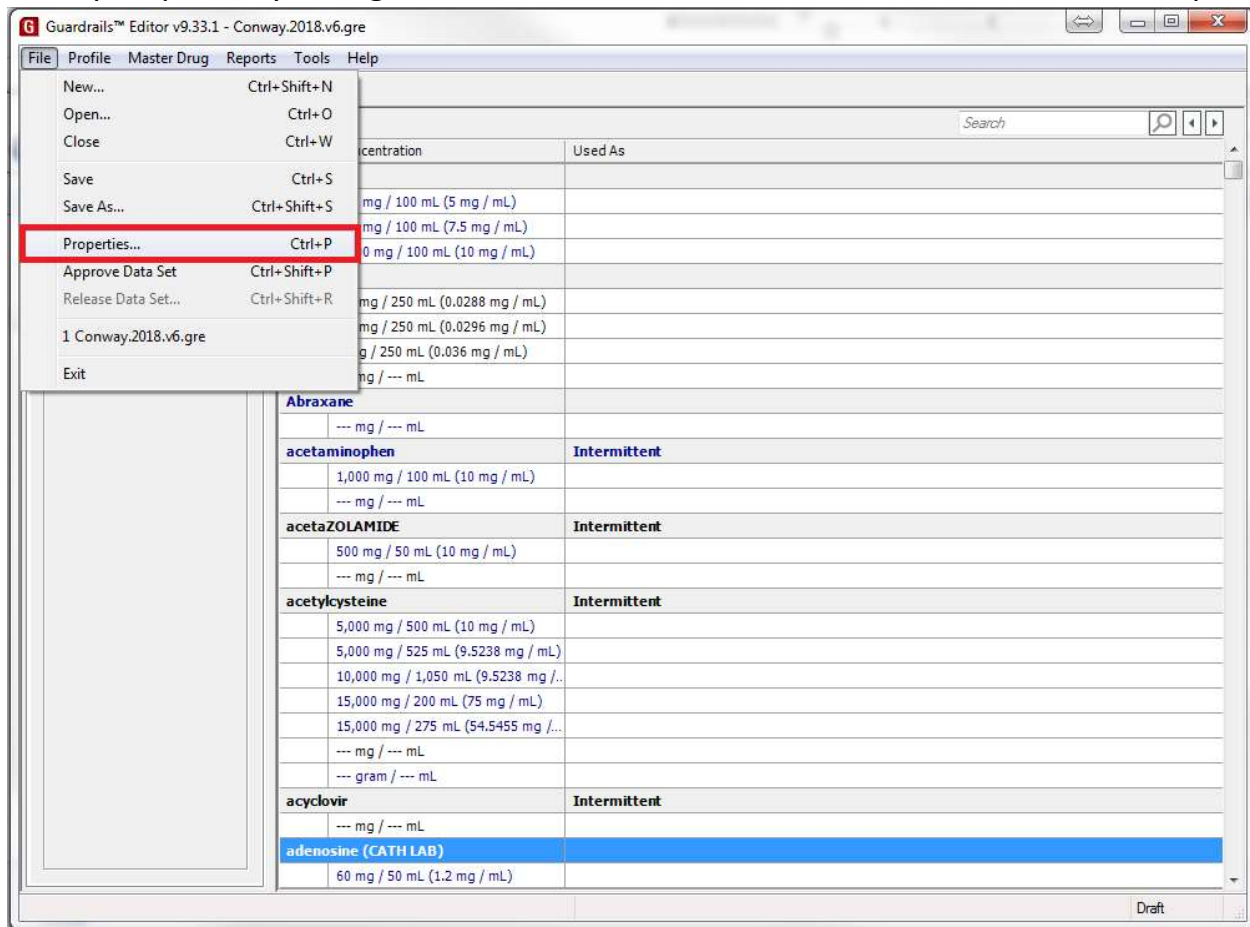 Guardrails™ Editor v9.33.1 - Conway.2018.v6.gre
File Profile Master Drug Reports Tools Help
New... Ctrl+Shift+N
Open... Ctrl+O
Close Ctrl+W
Save Ctrl+S
Save As... Ctrl+Shift+S
Properties... Ctrl+P
Approve Data Set Ctrl+Shift+P
Release Data Set... Ctrl+Shift+R
1 Conway.2018.v6.gre
Exit
Search
Used As
mg / 100 mL (5 mg / mL)
mg / 100 mL (7.5 mg / mL)
mg / 100 mL (10 mg / mL)
mg / 250 mL (0.0288 mg / mL)
mg / 250 mL (0.0296 mg / mL)
/ 250 mL (0.036 mg / mL)
/ --- mL
Abraxane
--- mg / --- mL
acetaminophen Intermittent
1,000 mg / 100 mL (10 mg / mL)
--- mg / --- mL
acetaZOLAMIDE Intermittent
500 mg / 50 mL (10 mg / mL)
--- mg / --- mL
acetylcysteine Intermittent
5,000 mg / 500 mL (10 mg / mL)
5,000 mg / 525 mL (9.5238 mg / mL)
10,000 mg / 1,050 mL (9.5238 mg /..
15,000 mg / 200 mL (75 mg / mL)
15,000 mg / 275 mL (54.5455 mg /...
--- mg / --- mL
--- gram / --- mL
acyclovir Intermittent
--- mg / --- mL
adenosine (CATH LAB)
60 mg / 50 mL (1.2 mg / mL)
Draft